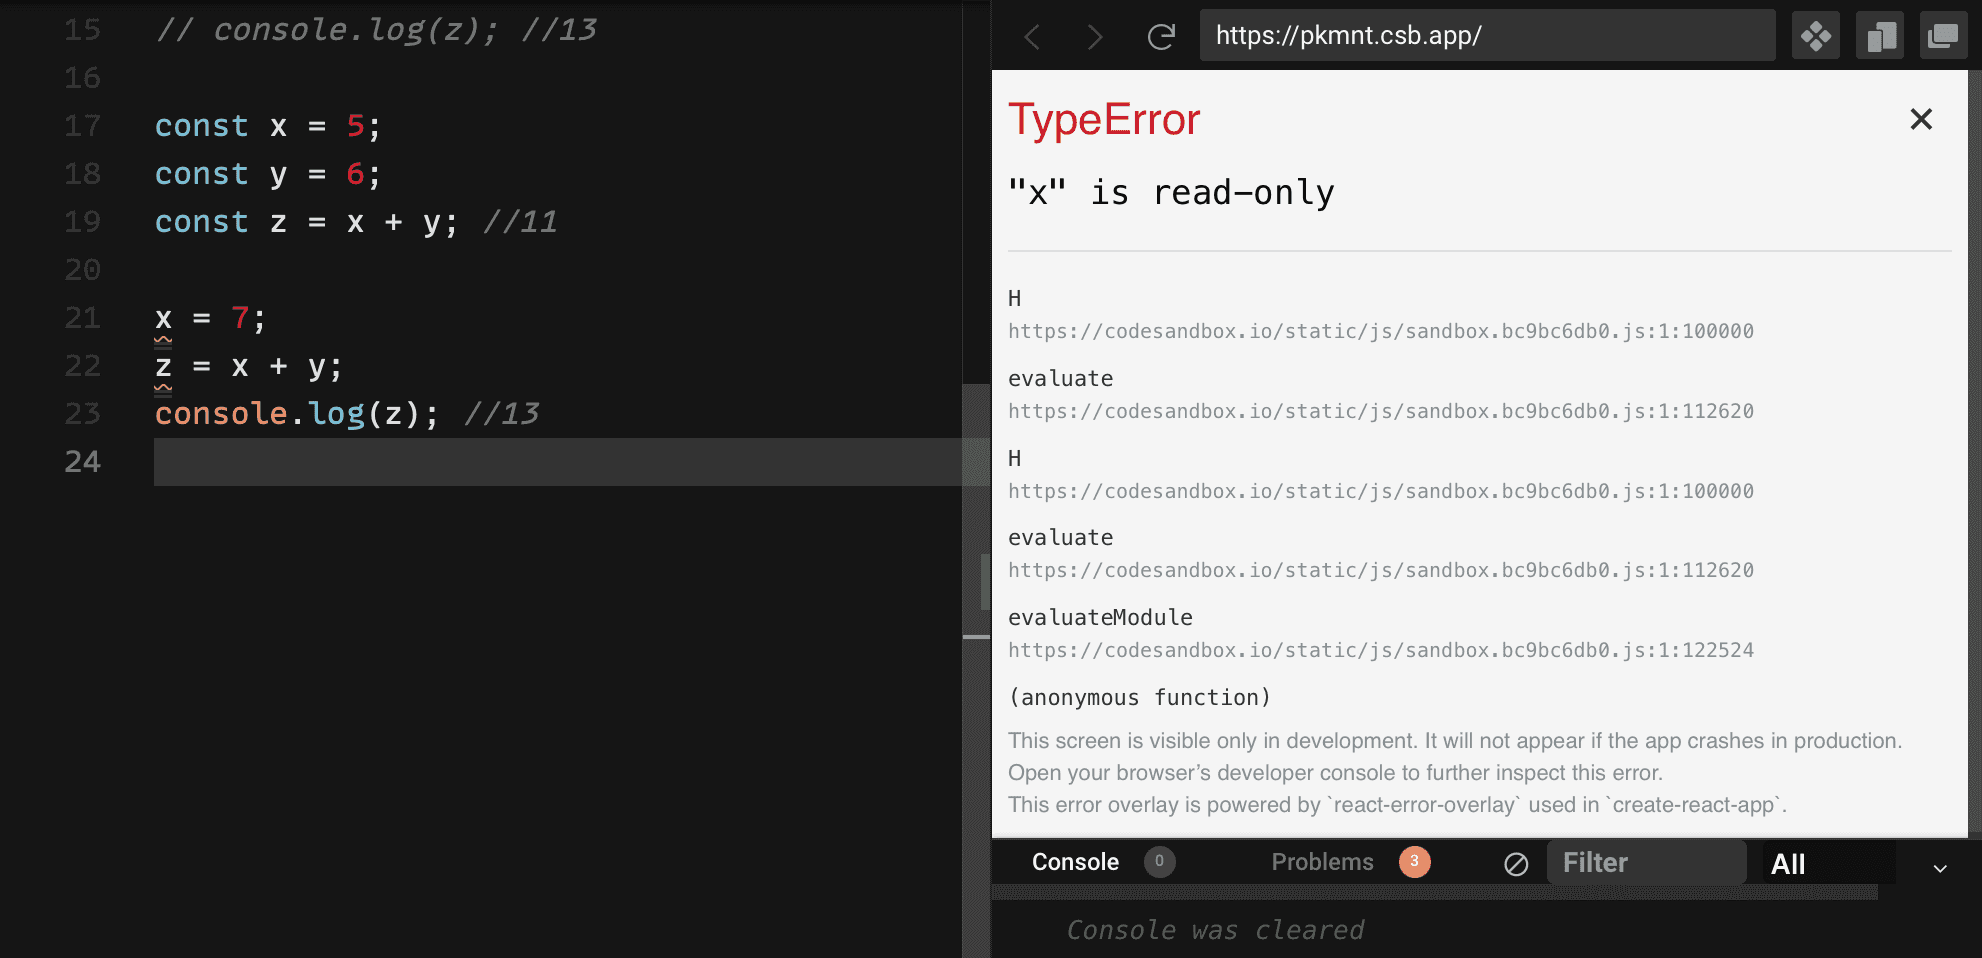 15 // console.log(z); //13
16
17 const x = 5;
18 const y = 6;
19 const z = x + y; //11
20
21 x = 7;
22 z = x + y;
23 console.log(z); //13
24
https://pkmnt.csb.app/
TypeError
"x" is read-only
H
https://codesandbox.io/static/js/sandbox.bc9bc6db0.js:1:100000
evaluate
https://codesandbox.io/static/js/sandbox.bc9bc6db0.js:1:112620
H
https://codesandbox.io/static/js/sandbox.bc9bc6db0.js:1:100000
evaluate
https://codesandbox.io/static/js/sandbox.bc9bc6db0.js:1:112620
evaluateModule
https://codesandbox.io/static/js/sandbox.bc9bc6db0.js:1:122524
(anonymous function)
This screen is visible only in development. It will not appear if the app crashes in production.
Open your browser’s developer console to further inspect this error.
This error overlay is powered by `react-error-overlay` used in `create-react-app`.
Console 0 Problems 3 Filter All
Console was cleared